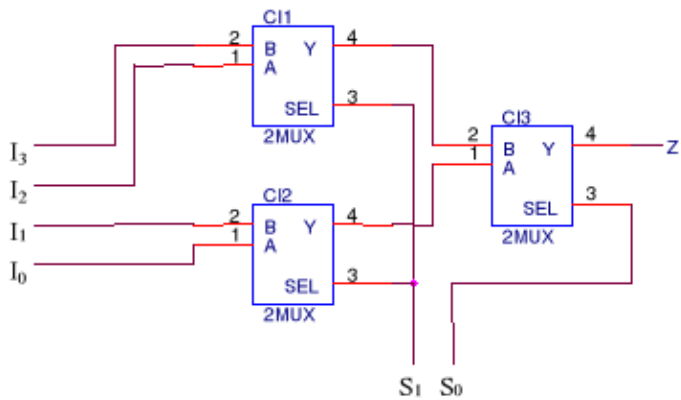 CI1
2 B Y 4
1 A
SEL 3
2MUX
CI3
2 B Y 4 Z
1 A
SEL 3
2MUX
I3
I2
I1
I0
CI2
2 B Y 4
1 A
SEL 3
2MUX
S1 S0